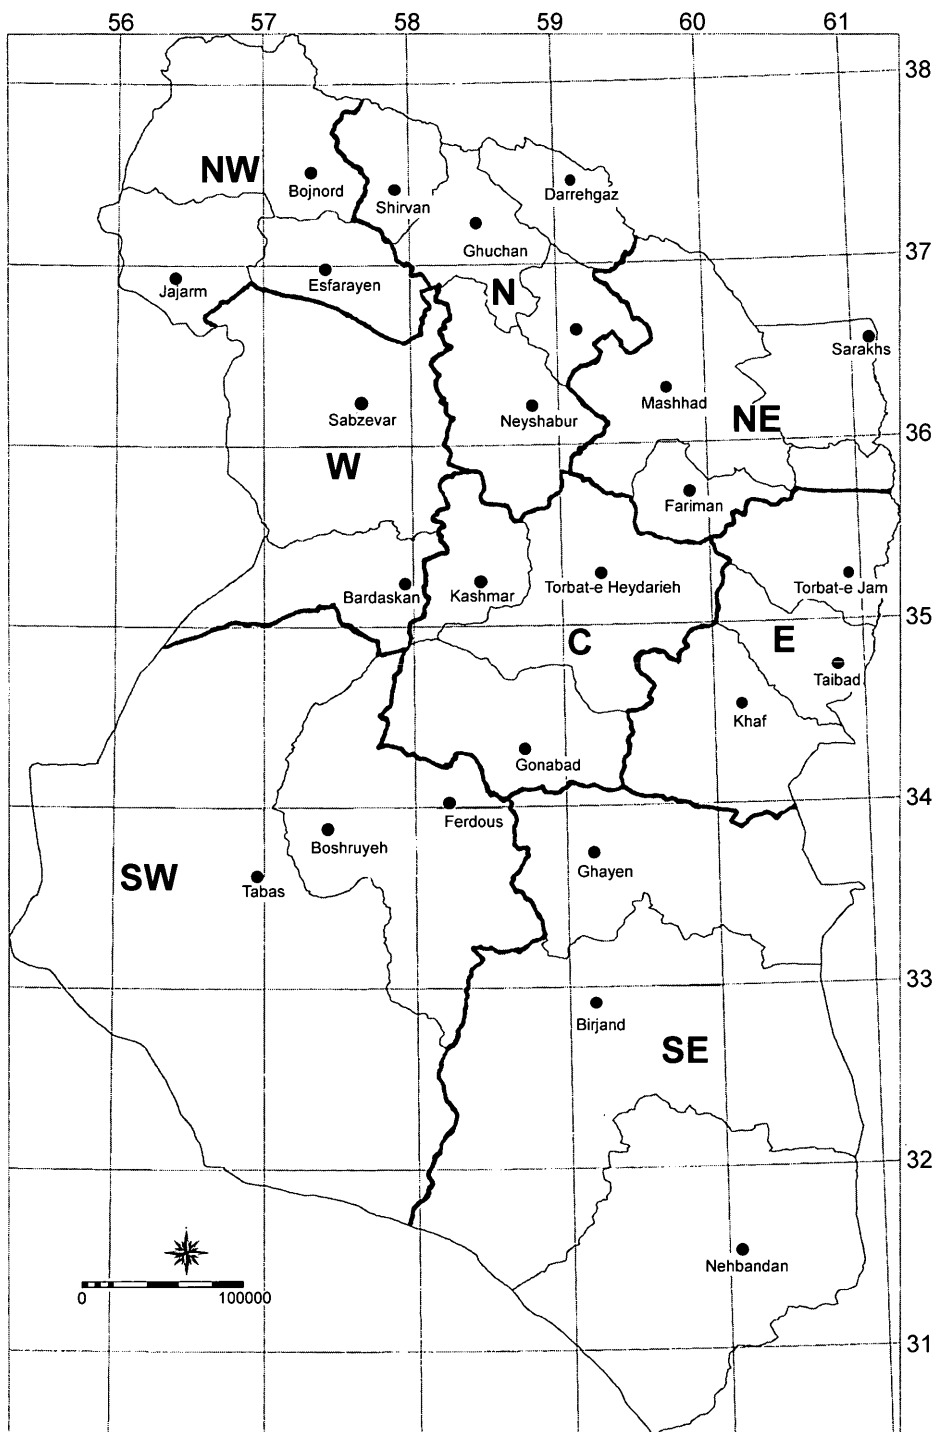 56 57 58 59 60 61
38
NW
Bojnord
Darrehgaz
Shirvan
Ghuchan
37
Esfarayen
Jajarm
N
Sarakhs
Mashhad
Sabzevar
Neyshabur
NE
36
W
Fariman
Torbat-e Heydarieh
Torbat-e Jam
Bardaskan
Kashmar
35
C
E
Taibad
Khaf
Gonabad
34
Ferdous
Boshruyeh
Ghayen
SW
Tabas
33
Birjand
SE
32
Nehbandan
0 100000
31